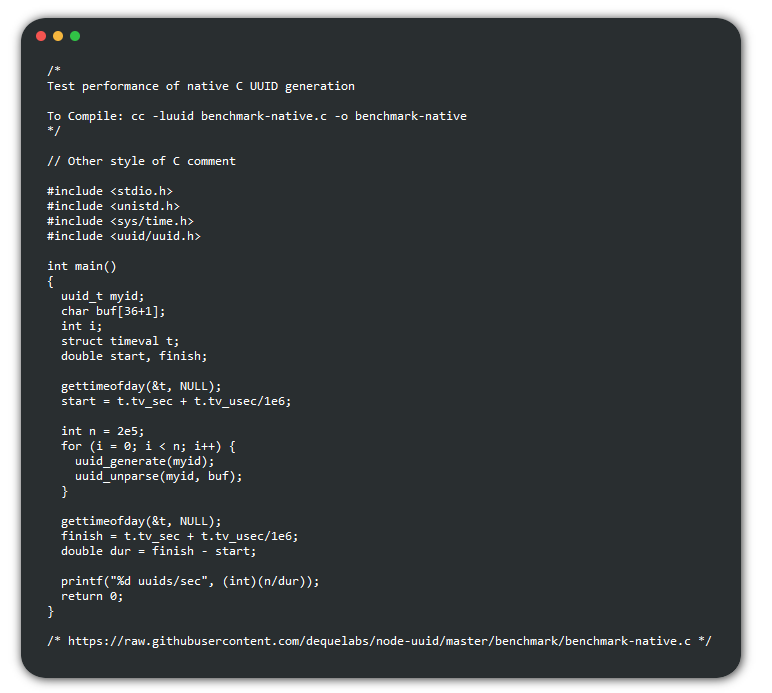 /*
Test performance of native C UUID generation
To Compile: cc -luuid benchmark-native.c -o benchmark-native
*/
// Other style of C comment
#include <stdio.h>
#include <unistd.h>
#include <sys/time.h>
#include <uuid/uuid.h>
int main()
{
  uuid_t myid;
  char buf[36+1];
  int i;
  struct timeval t;
  double start, finish;
  gettimeofday(&t, NULL);
  start = t.tv_sec + t.tv_usec/1e6;
  int n = 2e5;
  for (i = 0; i < n; i++) {
    uuid_generate(myid);
    uuid_unparse(myid, buf);
  }
  gettimeofday(&t, NULL);
  finish = t.tv_sec + t.tv_usec/1e6;
  double dur = finish - start;
  printf("%d uuids/sec", (int)(n/dur));
  return 0;
}
/* https://raw.githubusercontent.com/dequelabs/node-uuid/master/benchmark/benchmark-native.c */